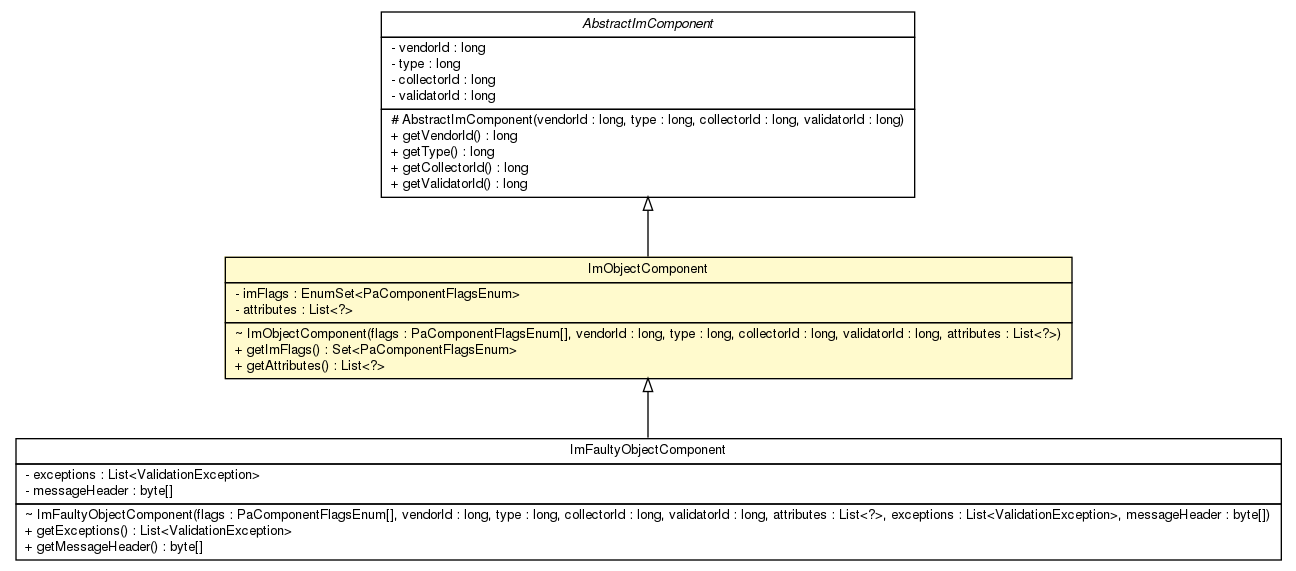 AbstractImComponent
- vendorId : long
- type : long
- collectorId : long
- validatorId : long
# AbstractImComponent(vendorId : long, type : long, collectorId : long, validatorId : long)
+ getVendorId() : long
+ getType() : long
+ getCollectorId() : long
+ getValidatorId() : long
ImObjectComponent
- imFlags : EnumSet<PaComponentFlagsEnum>
- attributes : List<?>
~ ImObjectComponent(flags : PaComponentFlagsEnum[], vendorId : long, type : long, collectorId : long, validatorId : long, attributes : List<?>)
+ getImFlags() : Set<PaComponentFlagsEnum>
+ getAttributes() : List<?>
ImFaultyObjectComponent
- exceptions : List<ValidationException>
- messageHeader : byte[]
~ ImFaultyObjectComponent(flags : PaComponentFlagsEnum[], vendorId : long, type : long, collectorId : long, validatorId : long, attributes : List<?>, exceptions : List<ValidationException>, messageHeader : byte[])
+ getExceptions() : List<ValidationException>
+ getMessageHeader() : byte[]